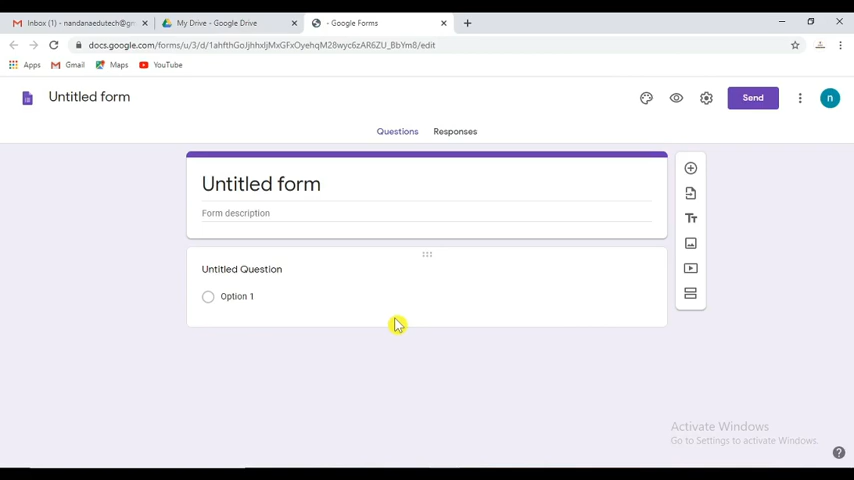 Inbox (1) - nandanaedutech@gm
My Drive - Google Drive
- Google Forms
docs.google.com/forms/u/3/d/1ahfthGoJjhhxljMxGFxOyehqM28wyc6zAR6ZU_BbYm8/edit
Apps
Gmail
Maps
YouTube
Untitled form
Send
n
Questions
Responses
Untitled form
Form description
Untitled Question
Option 1
Activate Windows
Go to Settings to activate Windows.